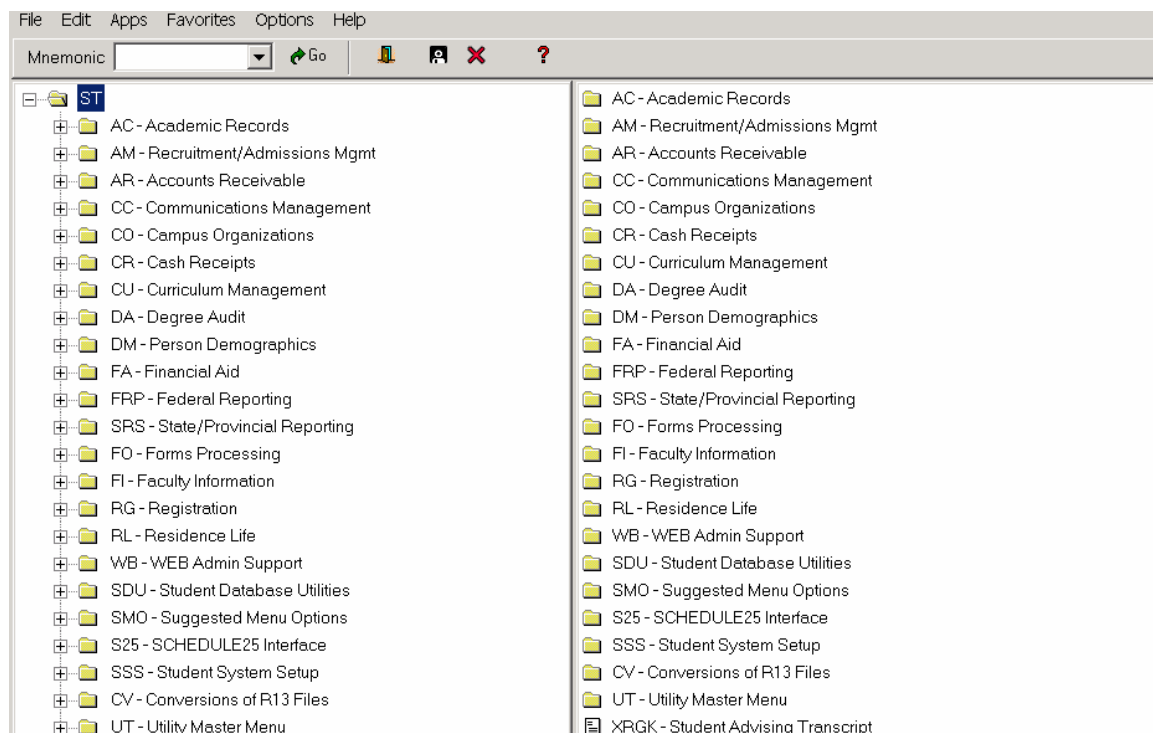 File Edit Apps Favorites Options Help
Mnemonic Go ?
ST
AC - Academic Records
AM - Recruitment/Admissions Mgmt
AR - Accounts Receivable
CC - Communications Management
CO - Campus Organizations
CR - Cash Receipts
CU - Curriculum Management
DA - Degree Audit
DM - Person Demographics
FA - Financial Aid
FRP - Federal Reporting
SRS - State/Provincial Reporting
FO - Forms Processing
FI - Faculty Information
RG - Registration
RL - Residence Life
WB - WEB Admin Support
SDU - Student Database Utilities
SMO - Suggested Menu Options
S25 - SCHEDULE25 Interface
SSS - Student System Setup
CV - Conversions of R13 Files
UT - Utility Master Menu
AC - Academic Records
AM - Recruitment/Admissions Mgmt
AR - Accounts Receivable
CC - Communications Management
CO - Campus Organizations
CR - Cash Receipts
CU - Curriculum Management
DA - Degree Audit
DM - Person Demographics
FA - Financial Aid
FRP - Federal Reporting
SRS - State/Provincial Reporting
FO - Forms Processing
FI - Faculty Information
RG - Registration
RL - Residence Life
WB - WEB Admin Support
SDU - Student Database Utilities
SMO - Suggested Menu Options
S25 - SCHEDULE25 Interface
SSS - Student System Setup
CV - Conversions of R13 Files
UT - Utility Master Menu
XRGK - Student Advising Transcript